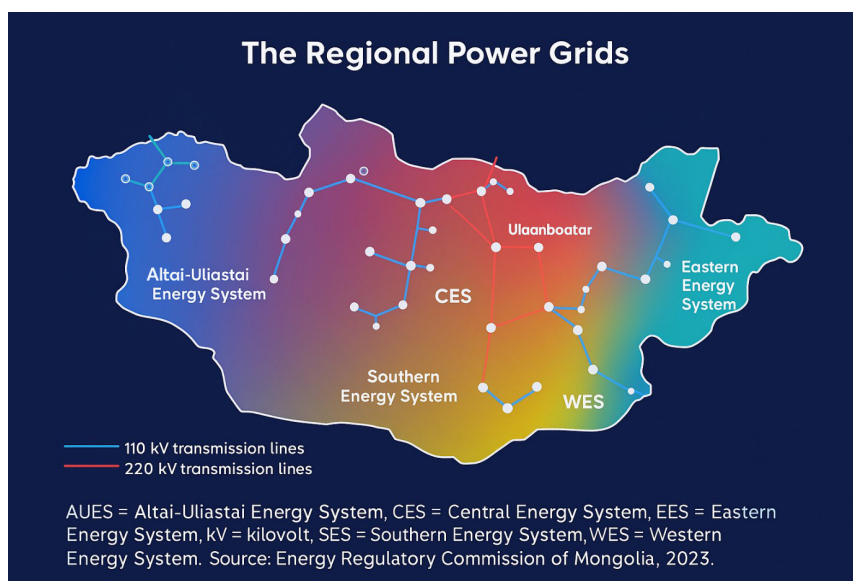 The Regional Power Grids
Ulaanboatar
Altai-Uliastai
Energy System
CES
Eastern
Energy
System
Southern
Energy System
WES
110 kV transmission lines
220 kV transmission lines
AUES = Altai-Uliastai Energy System, CES = Central Energy System, EES = Eastern
Energy System, kV = kilovolt, SES = Southern Energy System, WES = Western
Energy System. Source: Energy Regulatory Commission of Mongolia, 2023.